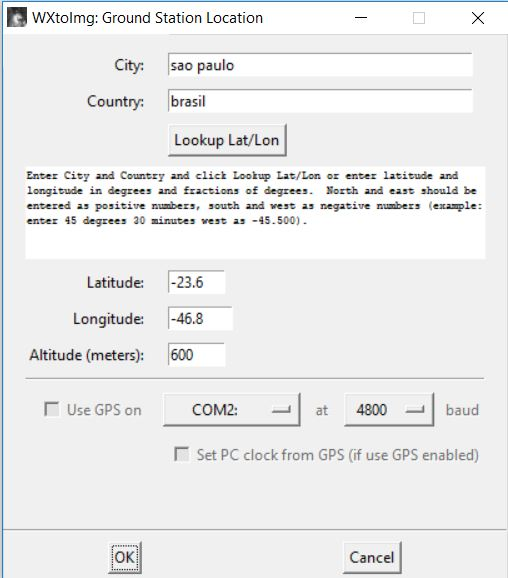 WXtoImg: Ground Station Location
City: sao paulo
Country: brasil
Lookup Lat/Lon
Enter City and Country and click Lookup Lat/Lon or enter latitude and
longitude in degrees and fractions of degrees. North and east should be
entered as positive numbers, south and west as negative numbers (example:
enter 45 degrees 30 minutes west as -45.500).
Latitude: -23.6
Longitude: -46.8
Altitude (meters): 600
Use GPS on COM2: at 4800 baud
Set PC clock from GPS (if use GPS enabled)
OK Cancel